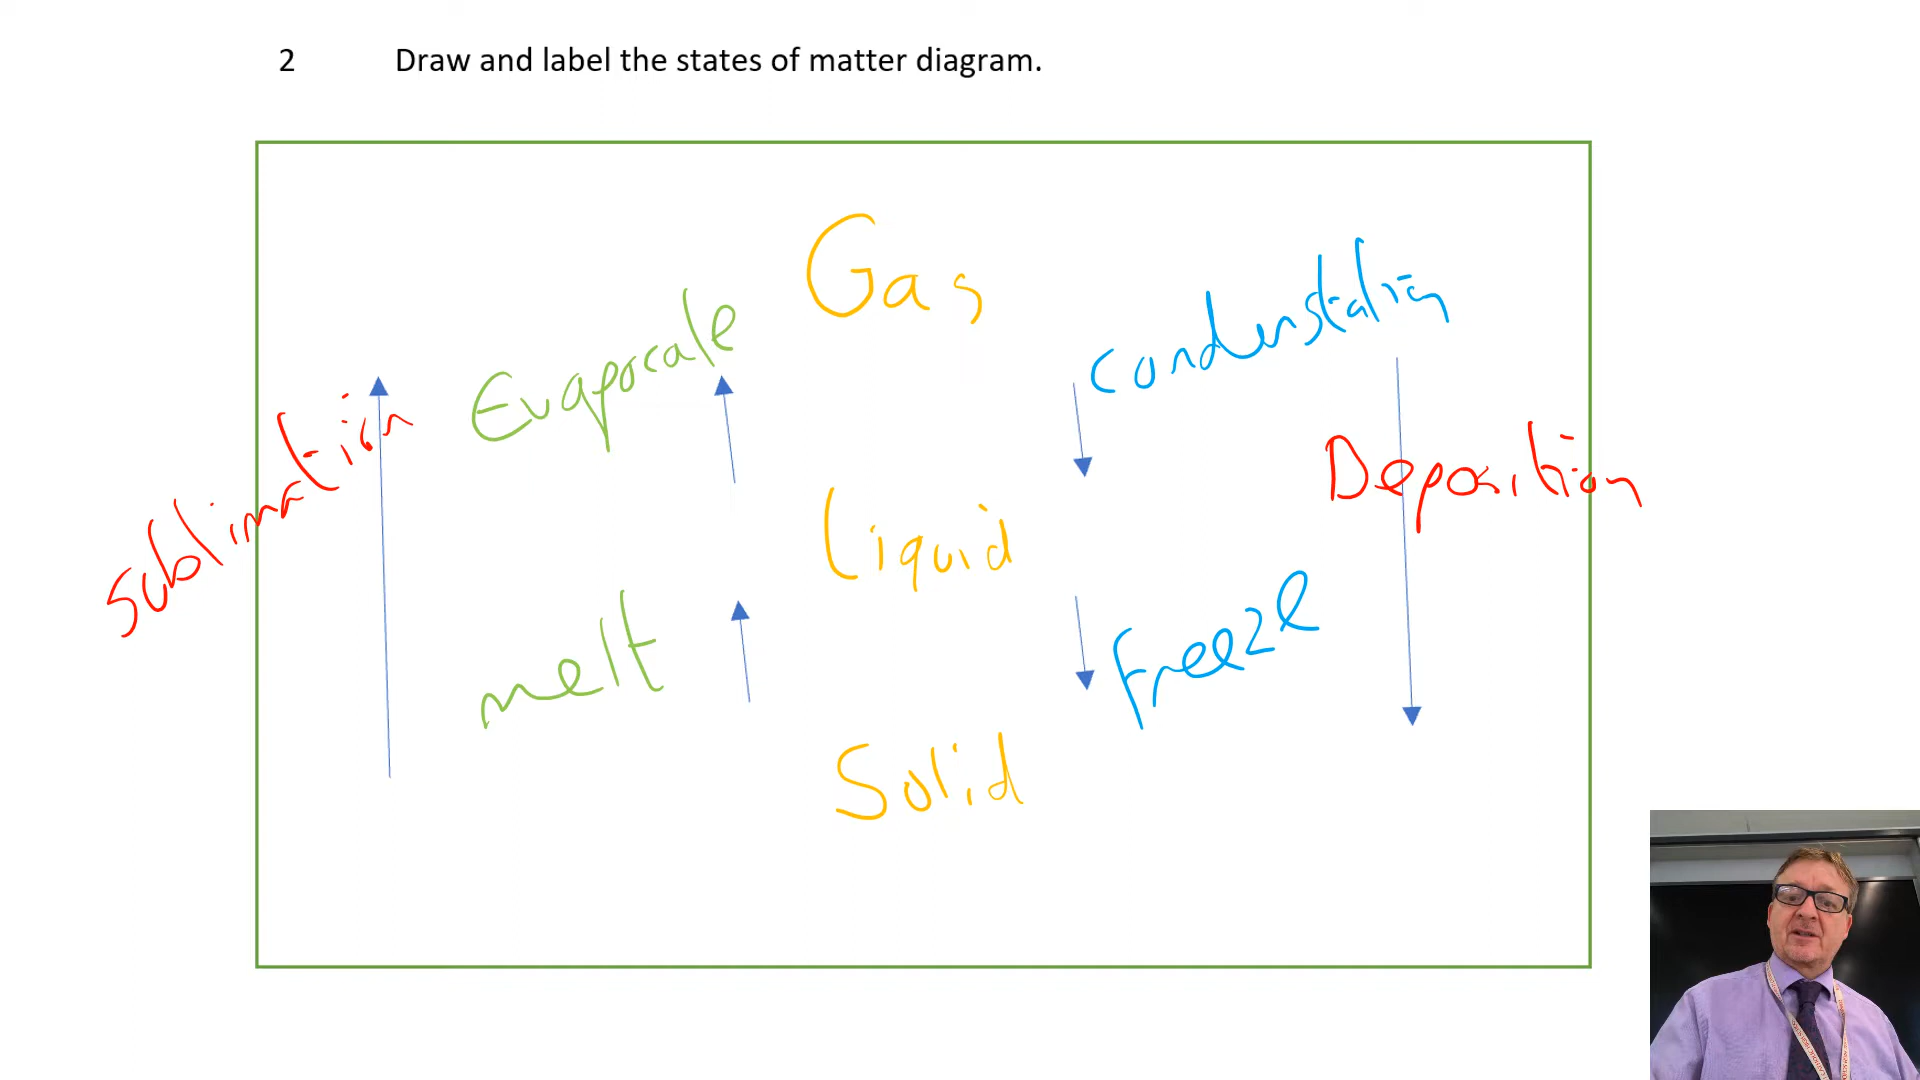 2 Draw and label the states of matter diagram.
Gas
Condenstation
Evaporate
Sublimation
Deposition
Liquid
Freeze
melt
Solid